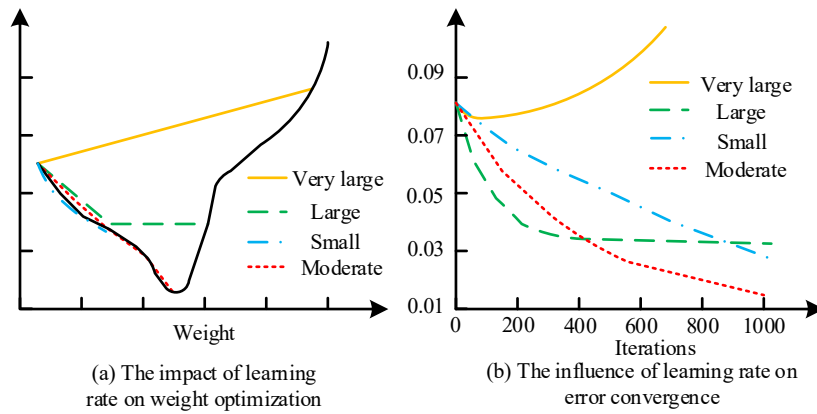 Very large
Large
Small
Moderate
Weight
(a) The impact of learning
rate on weight optimization
0.09
0.07
0.05
0.03
0.01
Very large
Large
Small
Moderate
0
200
400
600
800
1000
Iterations
(b) The influence of learning rate on
error convergence